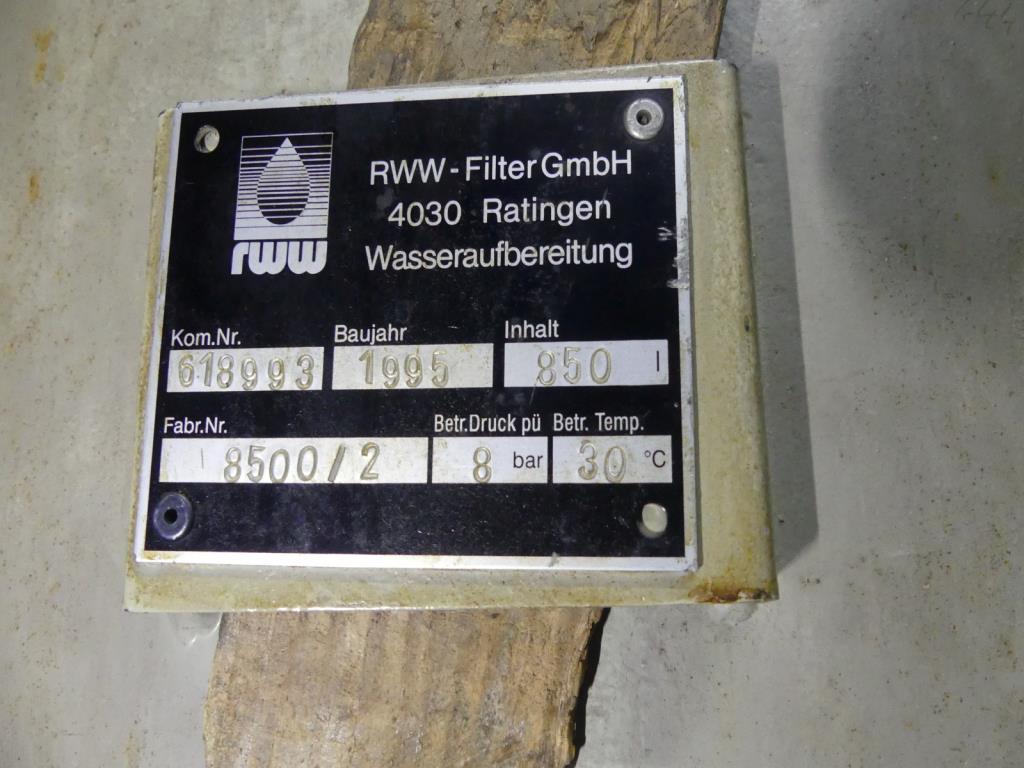 rww
RWW-Filter GmbH
4030 Ratingen
Wasseraufbereitung
Kom.Nr. Baujahr Inhalt
618993 1995 850 l
Fabr.Nr. Betr.Druck pü Betr. Temp.
8500/2 8 bar 30 °C